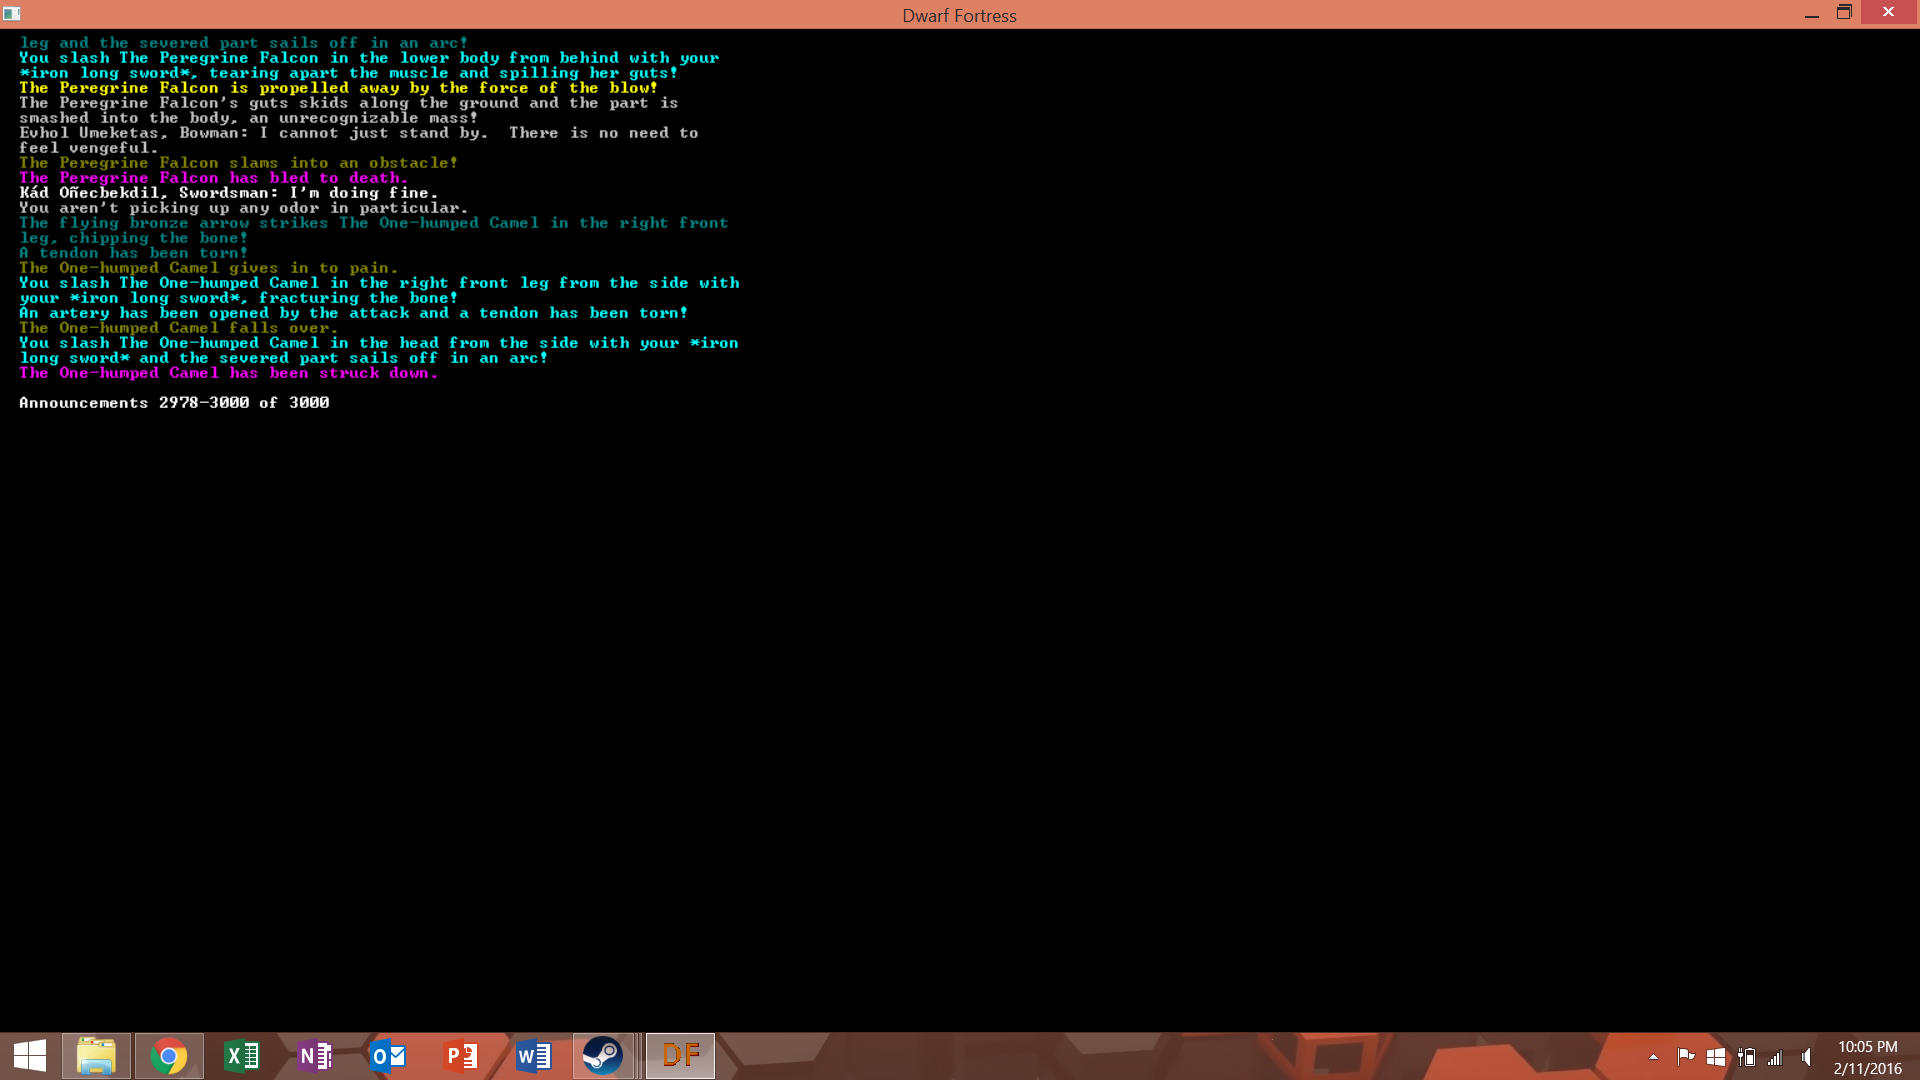 Dwarf Fortress
leg and the severed part sails off in an arc!
You slash The Peregrine Falcon in the lower body from behind with your
*iron long sword*, tearing apart the muscle and spilling her guts!
The Peregrine Falcon is propelled away by the force of the blow!
The Peregrine Falcon's guts skids along the ground and the part is
smashed into the body, an unrecognizable mass!
Evhol Umeketas, Bowman: I cannot just stand by.  There is no need to
feel vengeful.
The Peregrine Falcon slams into an obstacle!
The Peregrine Falcon has bled to death.
Kád Oñecbekdil, Swordsman: I'm doing fine.
You aren't picking up any odor in particular.
The flying bronze arrow strikes The One-humped Camel in the right front
leg, chipping the bone!
A tendon has been torn!
The One-humped Camel gives in to pain.
You slash The One-humped Camel in the right front leg from the side with
your *iron long sword*, fracturing the bone!
An artery has been opened by the attack and a tendon has been torn!
The One-humped Camel falls over.
You slash The One-humped Camel in the head from the side with your *iron
long sword* and the severed part sails off in an arc!
The One-humped Camel has been struck down.
Announcements 2978-3000 of 3000
DF
10:05 PM
2/11/2016